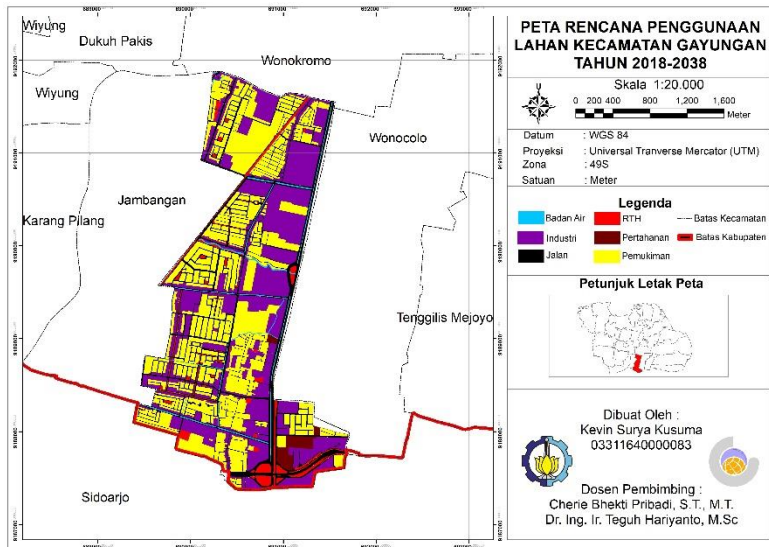 Wiyung
Dukuh Pakis
Wonokromo
Wiyung
Wonocolo
Jambangan
Karang Pilang
Tenggilis Mejoyo
Sidoarjo
PETA RENCANA PENGGUNAAN
LAHAN KECAMATAN GAYUNGAN
TAHUN 2018-2038
Skala 1:20.000
0 200 400 800 1,200 1,600
Meter
Datum : WGS 84
Proyeksi : Universal Tranverse Mercator (UTM)
Zona : 49S
Satuan : Meter
Legenda
Badan Air
RTH
Batas Kecamatan
Industri
Pertahanan
Batas Kabupaten
Jalan
Pemukiman
Petunjuk Letak Peta
Dibuat Oleh :
Kevin Surya Kusuma
03311640000083
Dosen Pembimbing :
Cherie Bhekti Pribadi, S.T., M.T.
Dr. Ing. Ir. Teguh Hariyanto, M.Sc